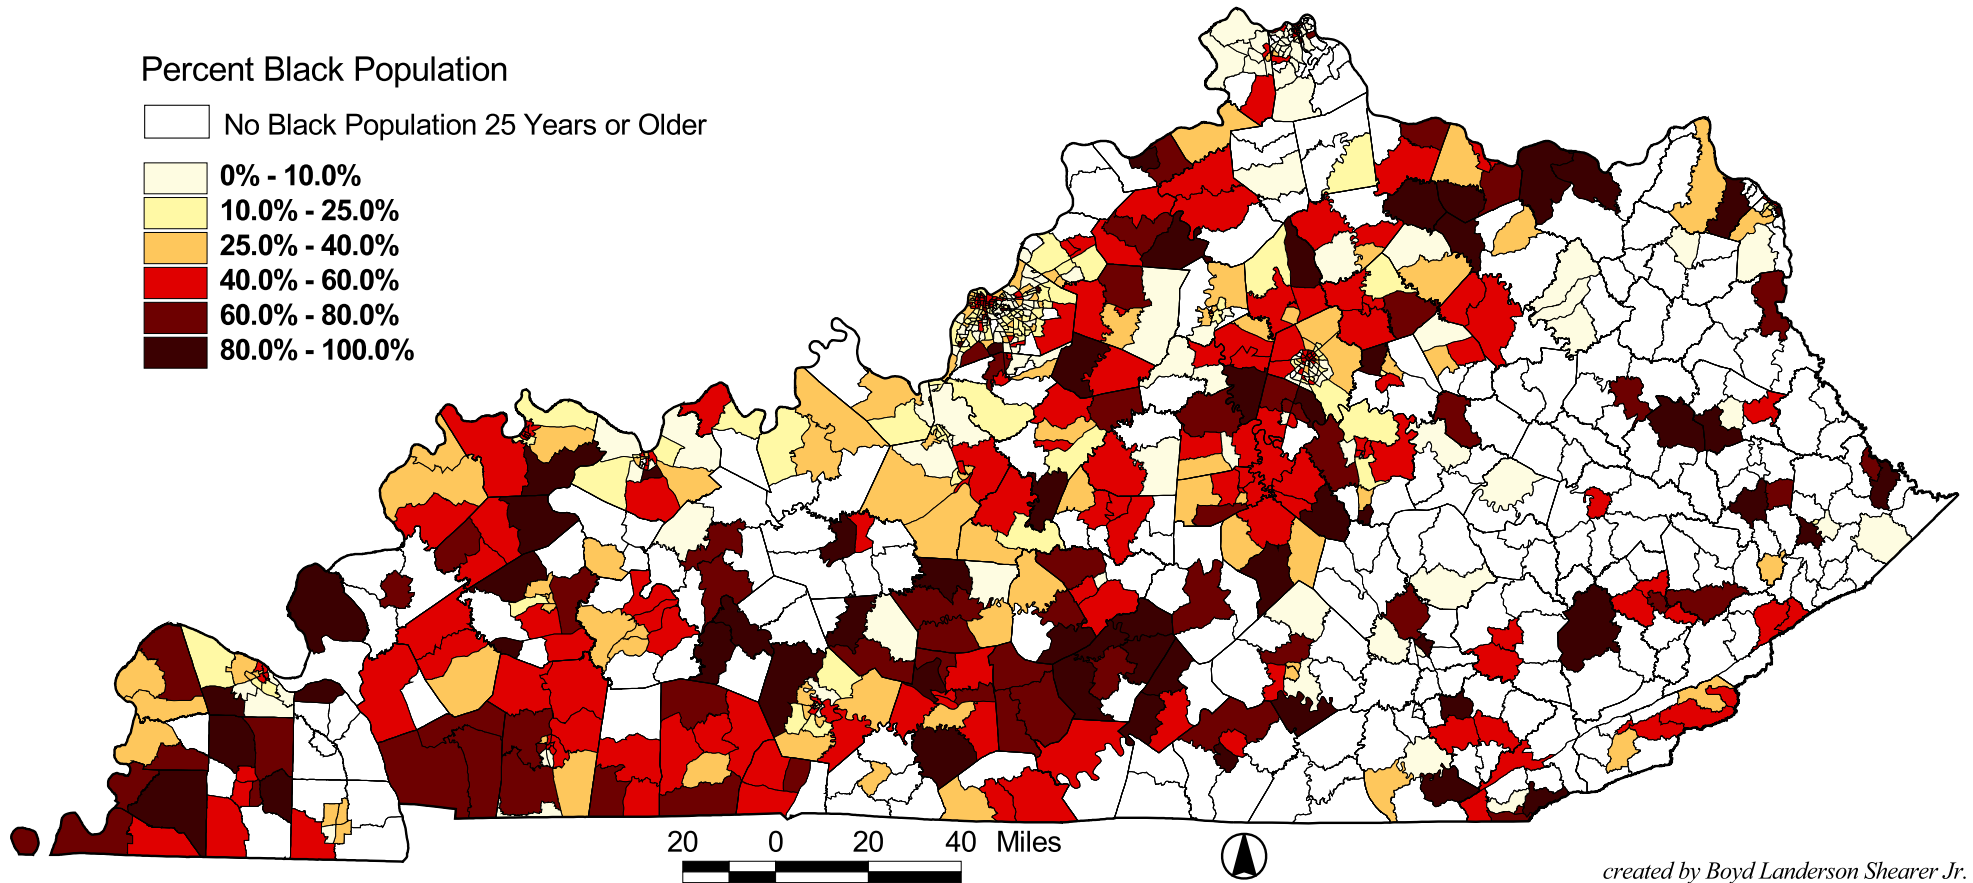 Percent Black Population
No Black Population 25 Years or Older
0% - 10.0%
10.0% - 25.0%
25.0% - 40.0%
40.0% - 60.0%
60.0% - 80.0%
80.0% - 100.0%
20 0 20 40 Miles
created by Boyd Landerson Shearer Jr.